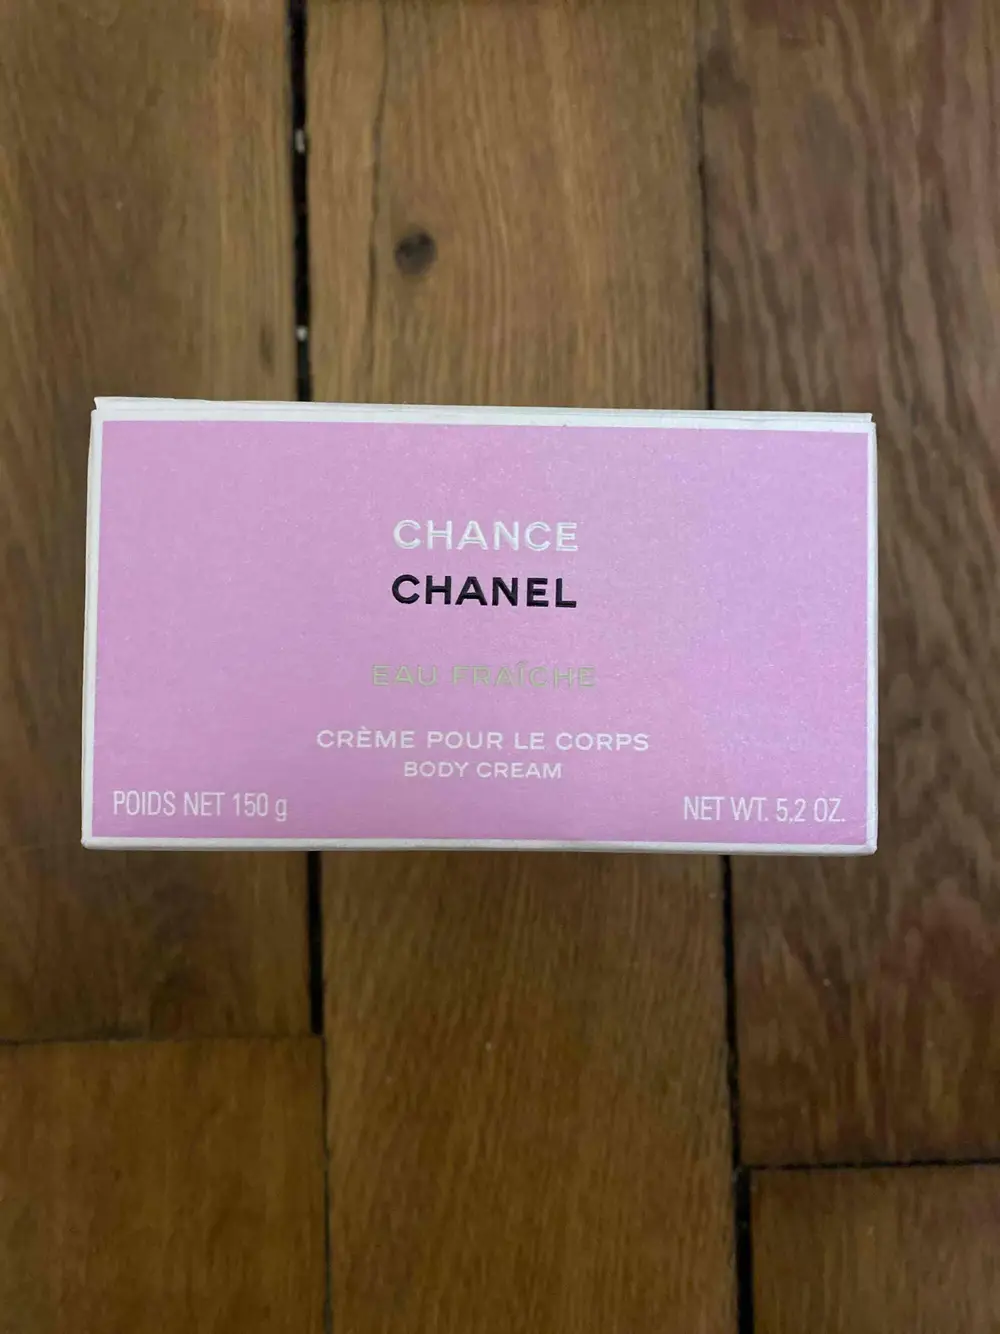 CHANCE
CHANEL
EAU FRAÎCHE
CRÈME POUR LE CORPS
BODY CREAM
POIDS NET 150 g
NET WT. 5.2 OZ.